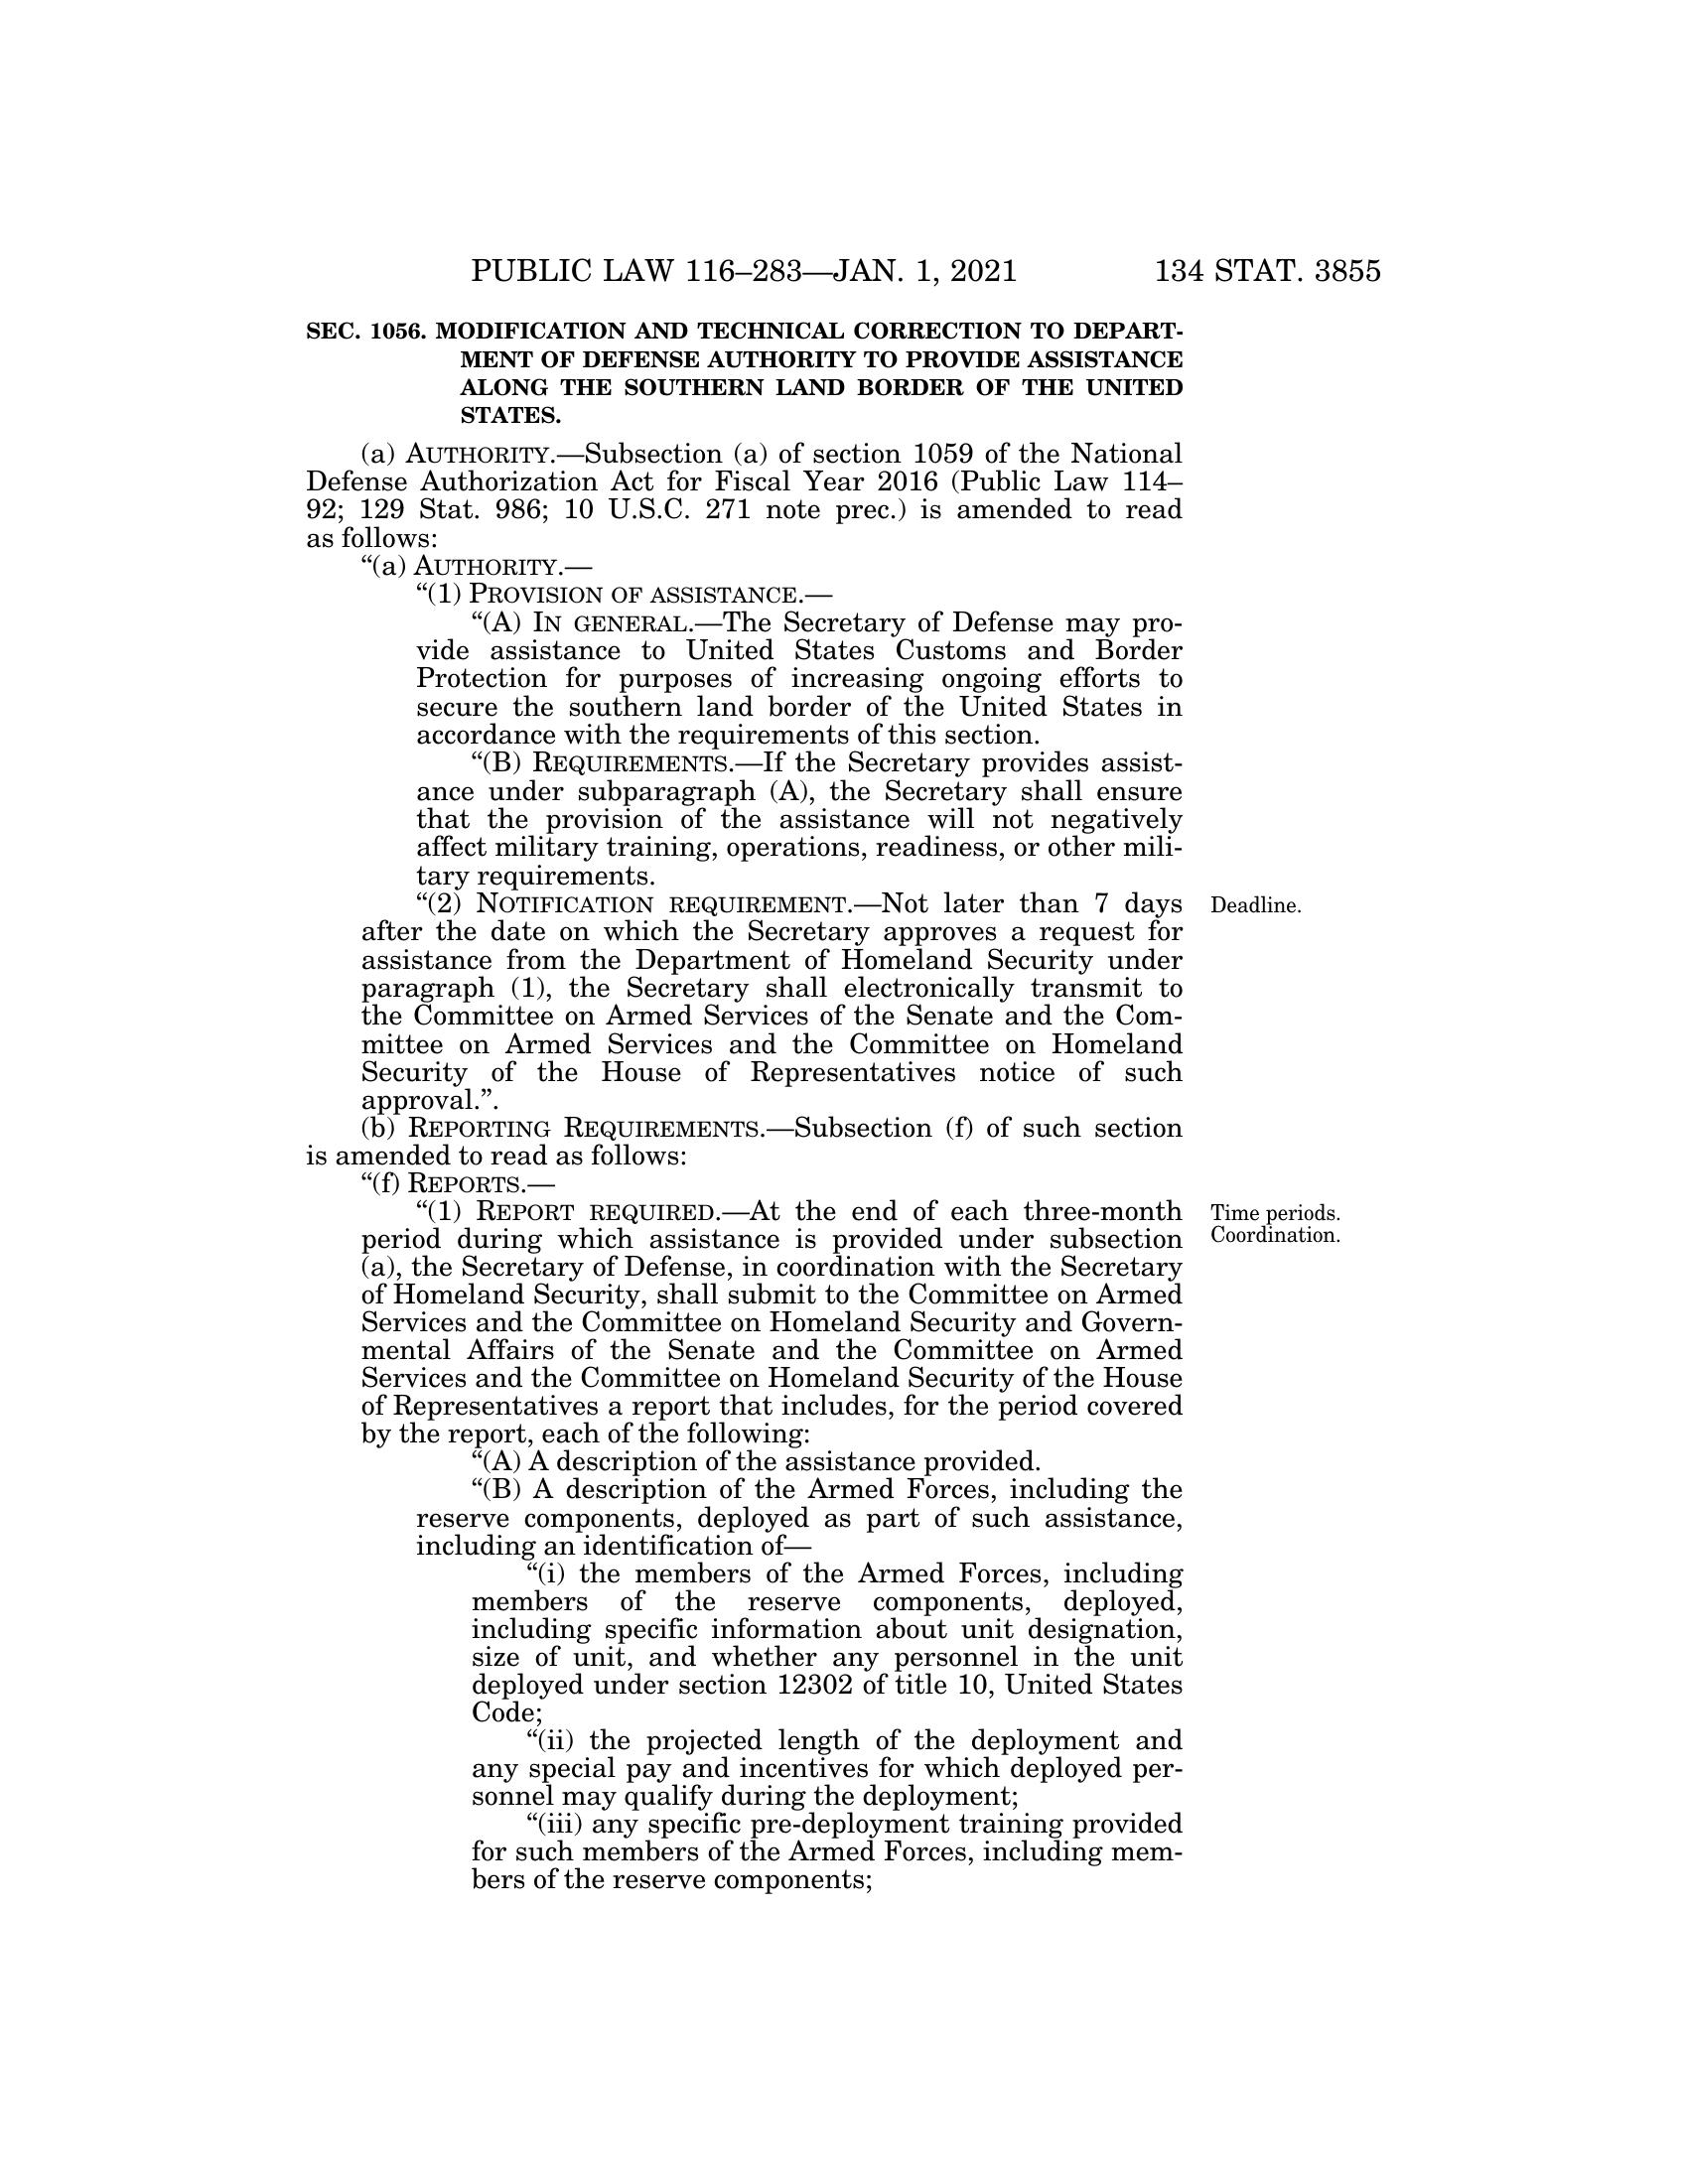 PUBLIC LAW 116–283—JAN. 1, 2021 134 STAT. 3855
SEC. 1056. MODIFICATION AND TECHNICAL CORRECTION TO DEPART-
MENT OF DEFENSE AUTHORITY TO PROVIDE ASSISTANCE
ALONG THE SOUTHERN LAND BORDER OF THE UNITED
STATES.
(a) AUTHORITY.—Subsection (a) of section 1059 of the National
Defense Authorization Act for Fiscal Year 2016 (Public Law 114–
92; 129 Stat. 986; 10 U.S.C. 271 note prec.) is amended to read
as follows:
“(a) AUTHORITY.—
“(1) PROVISION OF ASSISTANCE.—
“(A) IN GENERAL.—The Secretary of Defense may pro-
vide assistance to United States Customs and Border
Protection for purposes of increasing ongoing efforts to
secure the southern land border of the United States in
accordance with the requirements of this section.
“(B) REQUIREMENTS.—If the Secretary provides assist-
ance under subparagraph (A), the Secretary shall ensure
that the provision of the assistance will not negatively
affect military training, operations, readiness, or other mili-
tary requirements.
“(2) NOTIFICATION REQUIREMENT.—Not later than 7 days
after the date on which the Secretary approves a request for
assistance from the Department of Homeland Security under
paragraph (1), the Secretary shall electronically transmit to
the Committee on Armed Services of the Senate and the Com-
mittee on Armed Services and the Committee on Homeland
Security of the House of Representatives notice of such
approval.”.
(b) REPORTING REQUIREMENTS.—Subsection (f) of such section
is amended to read as follows:
“(f) REPORTS.—
“(1) REPORT REQUIRED.—At the end of each three-month
period during which assistance is provided under subsection
(a), the Secretary of Defense, in coordination with the Secretary
of Homeland Security, shall submit to the Committee on Armed
Services and the Committee on Homeland Security and Govern-
mental Affairs of the Senate and the Committee on Armed
Services and the Committee on Homeland Security of the House
of Representatives a report that includes, for the period covered
by the report, each of the following:
“(A) A description of the assistance provided.
“(B) A description of the Armed Forces, including the
reserve components, deployed as part of such assistance,
including an identification of—
“(i) the members of the Armed Forces, including
members of the reserve components, deployed,
including specific information about unit designation,
size of unit, and whether any personnel in the unit
deployed under section 12302 of title 10, United States
Code;
“(ii) the projected length of the deployment and
any special pay and incentives for which deployed per-
sonnel may qualify during the deployment;
“(iii) any specific pre-deployment training provided
for such members of the Armed Forces, including mem-
bers of the reserve components;
Deadline.
Time periods.
Coordination.